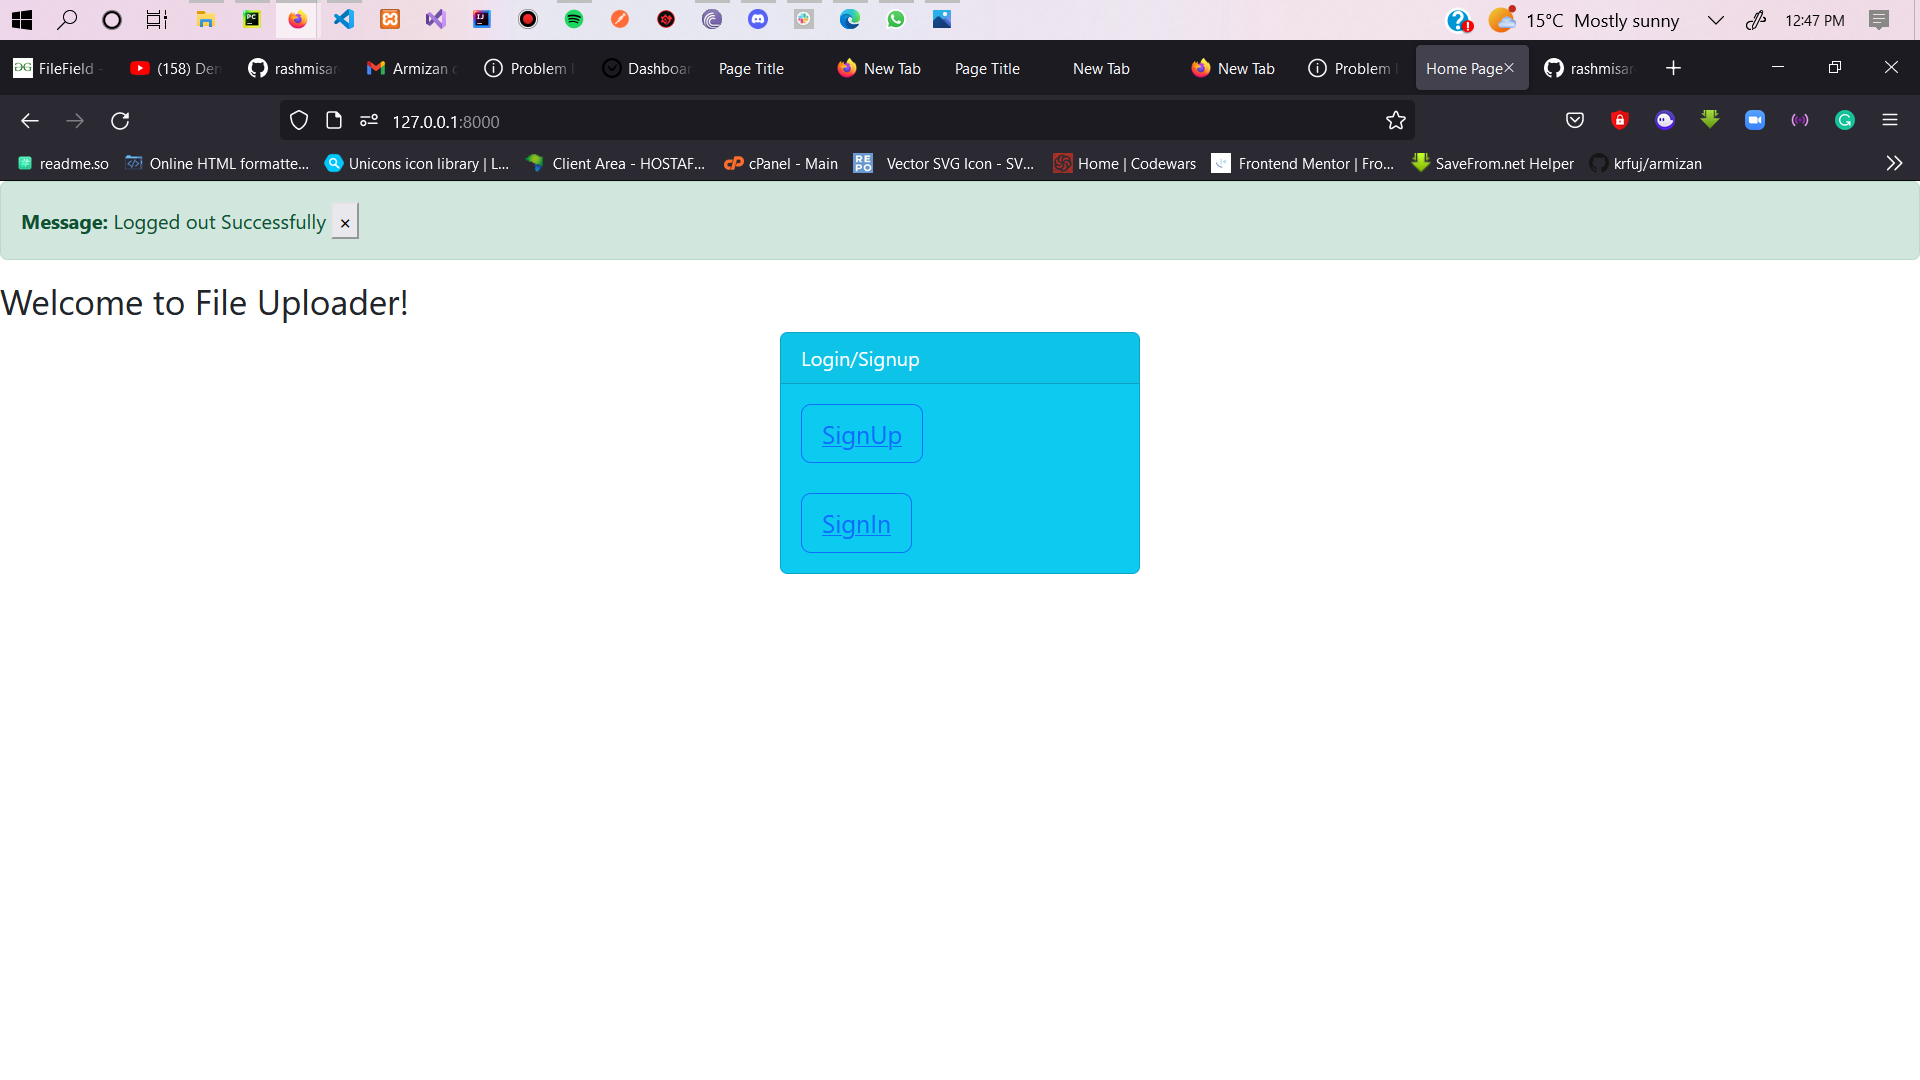 15°C Mostly sunny
12:47 PM
FileField
(158) Den
rashmisar
Armizan
Problem
Dashboar
Page Title
New Tab
Page Title
New Tab
New Tab
Problem
Home Page
rashmisar
127.0.0.1:8000
readme.so
Online HTML formatte...
Unicons icon library | L...
Client Area - HOSTAF...
cPanel - Main
Vector SVG Icon - SV...
Home | Codewars
Frontend Mentor | Fro...
SaveFrom.net Helper
krfuj/armizan
Message: Logged out Successfully ×
Welcome to File Uploader!
Login/Signup
SignUp
SignIn